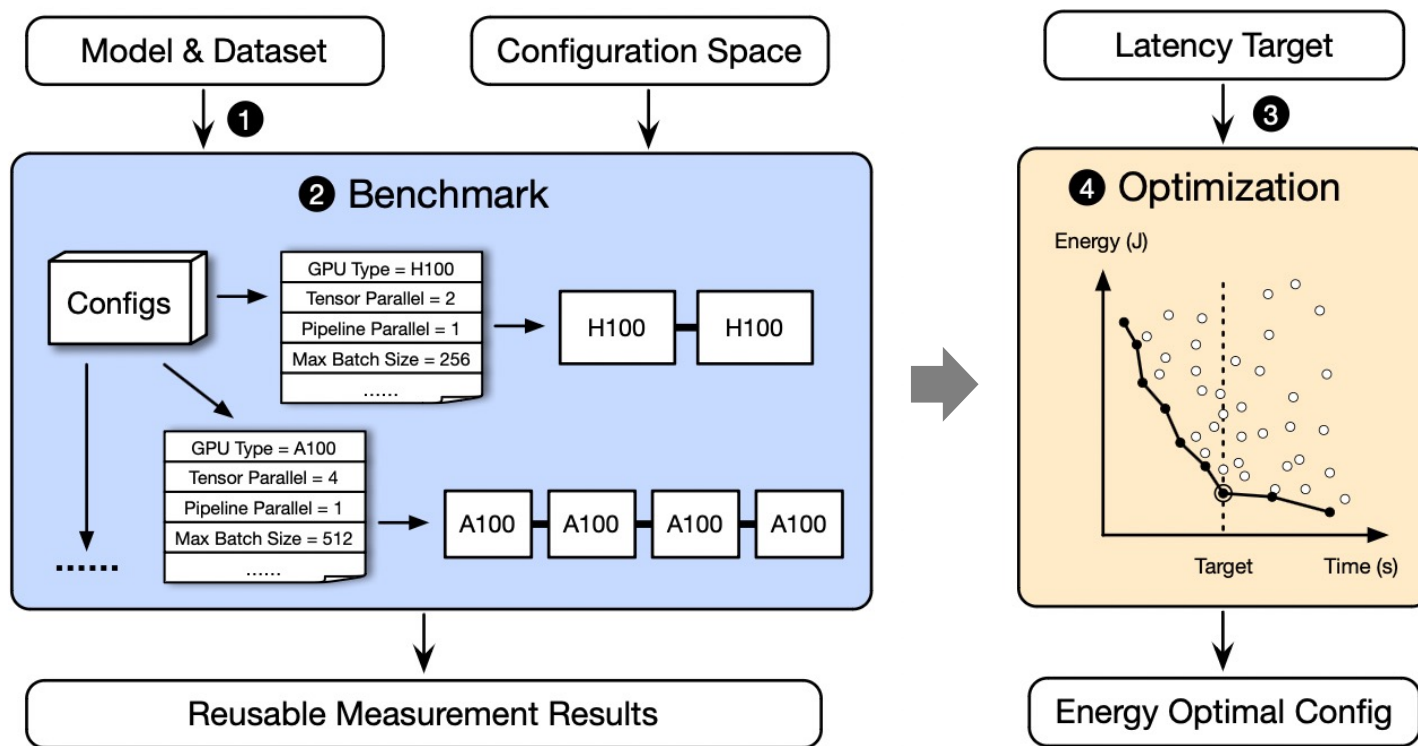 Model & Dataset
Configuration Space
❶
❷ Benchmark
Configs
GPU Type = H100
Tensor Parallel = 2
Pipeline Parallel = 1
Max Batch Size = 256
......
H100
H100
GPU Type = A100
Tensor Parallel = 4
Pipeline Parallel = 1
Max Batch Size = 512
......
A100
A100
A100
A100
......
Reusable Measurement Results
Latency Target
❸
❹ Optimization
Energy (J)
Target
Time (s)
Energy Optimal Config